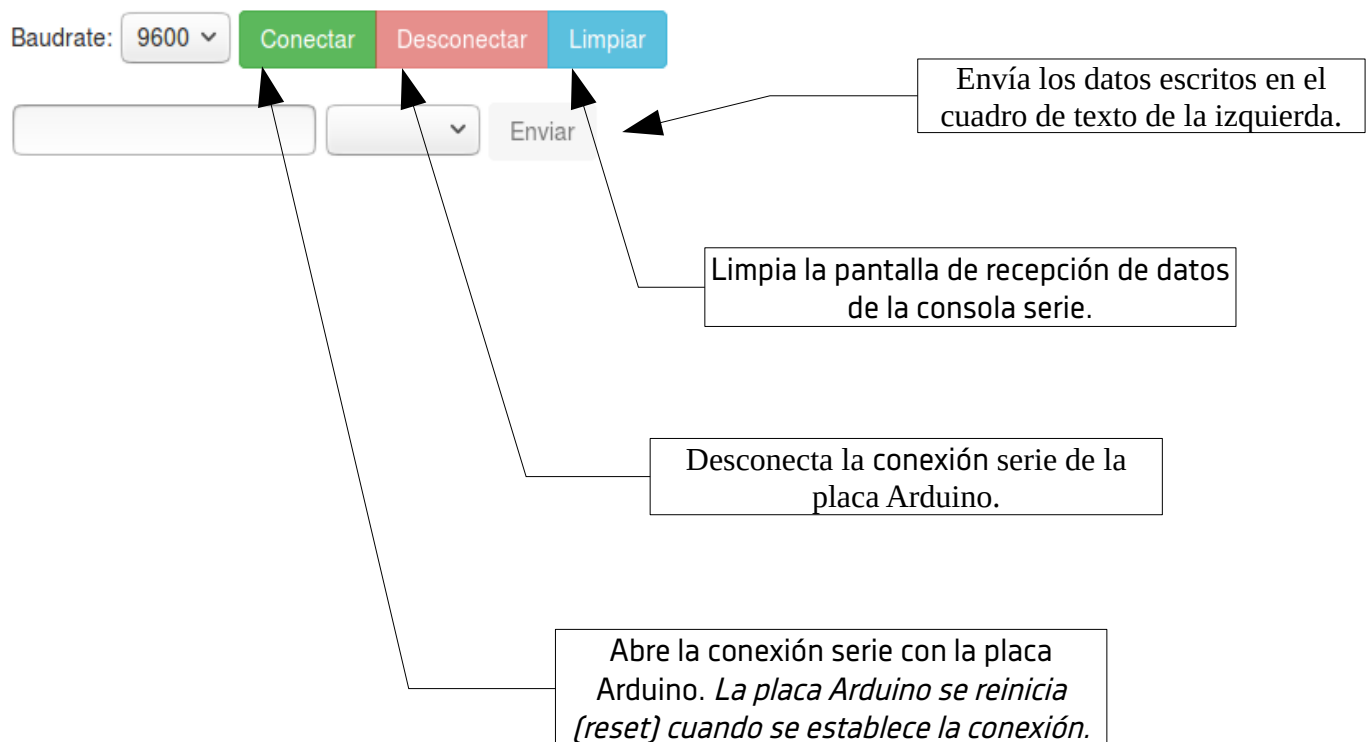 Baudrate: 9600 Conectar Desconectar Limpiar
Enviar
Envía los datos escritos en el
cuadro de texto de la izquierda.
Limpia la pantalla de recepción de datos
de la consola serie.
Desconecta la conexión serie de la
placa Arduino.
Abre la conexión serie con la placa
Arduino. La placa Arduino se reinicia
(reset) cuando se establece la conexión.